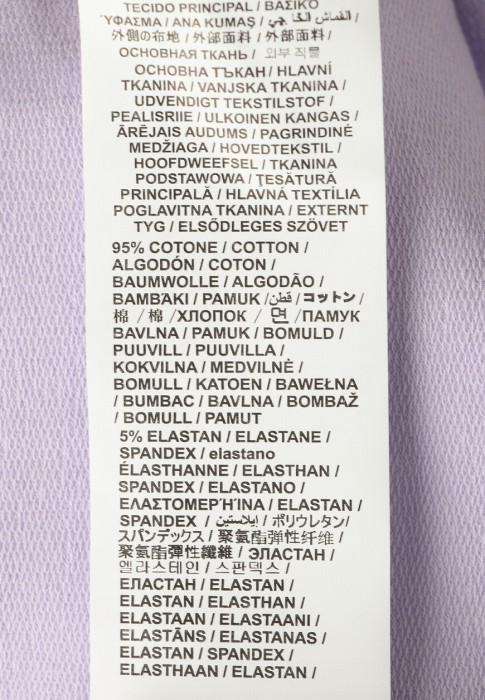 TECIDO PRINCIPAL / ΒΑΣΙΚΌ
ΎΦΑΣΜΑ / ANA KUMAŞ / القماش الخارجي /
外側の布地 / 外部面料 / 外部面料 /
ОСНОВНАЯ ТКАНЬ / 외부 직물
ОСНОВНА ТЪКАН / HLAVNÍ
TKANINA / VANJSKA TKANINA /
UDVENDIGT TEKSTILSTOF /
PEALISRIIE / ULKOINEN KANGAS /
ĀRĒJAIS AUDUMS / PAGRINDINĖ
MEDŽIAGA / HOVEDTEKSTIL /
HOOFDWEEFSEL / TKANINA
PODSTAWOWA / ŢESĂTURĂ
PRINCIPALĂ / HLAVNÁ TEXTÍLIA
POGLAVITNA TKANINA / EXTERNT
TYG / ELSŐDLEGES SZÖVET
95% COTONE / COTTON /
ALGODÓN / COTON /
BAUMWOLLE / ALGODÃO /
ΒΑΜΒΆΚΙ / PAMUK / قطن / コットン /
棉 / 棉 / ХЛОПОК / 면 / ПАМУК
BAVLNA / PAMUK / BOMULD /
PUUVILL / PUUVILLA /
KOKVILNA / MEDVILNĖ /
BOMULL / KATOEN / BAWEŁNA
/ BUMBAC / BAVLNA / BOMBAŽ
/ BOMULL / PAMUT
5% ELASTAN / ELASTANE /
SPANDEX / elastano
ÉLASTHANNE / ELASTHAN /
SPANDEX / ELASTANO /
ΕΛΑΣΤΟΜΕΡΉΊΝΑ / ELASTAN /
SPANDEX / إيلاستين / ポリウレタン/
スパンデックス / 聚氨酯弹性纤维 /
聚氨酯彈性纖維 / ЭЛАСТАН /
엘라스테인 / 스판덱스 /
ЕЛАСТАН / ELASTAN /
ELASTAN / ELASTHAN /
ELASTAAN / ELASTAANI /
ELASTĀNS / ELASTANAS /
ELASTAN / SPANDEX /
ELASTHAAN / ELASTAN /